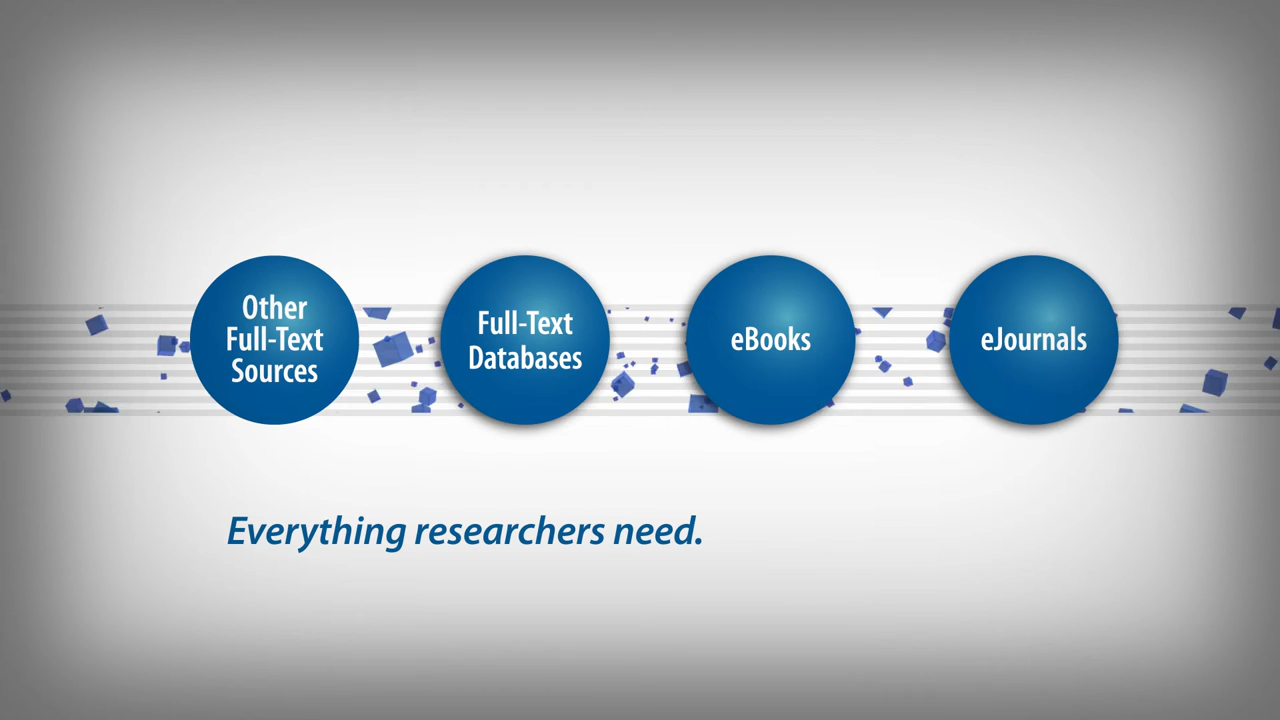 Other
Full-Text
Sources
Full-Text
Databases
eBooks
eJournals
Everything researchers need.